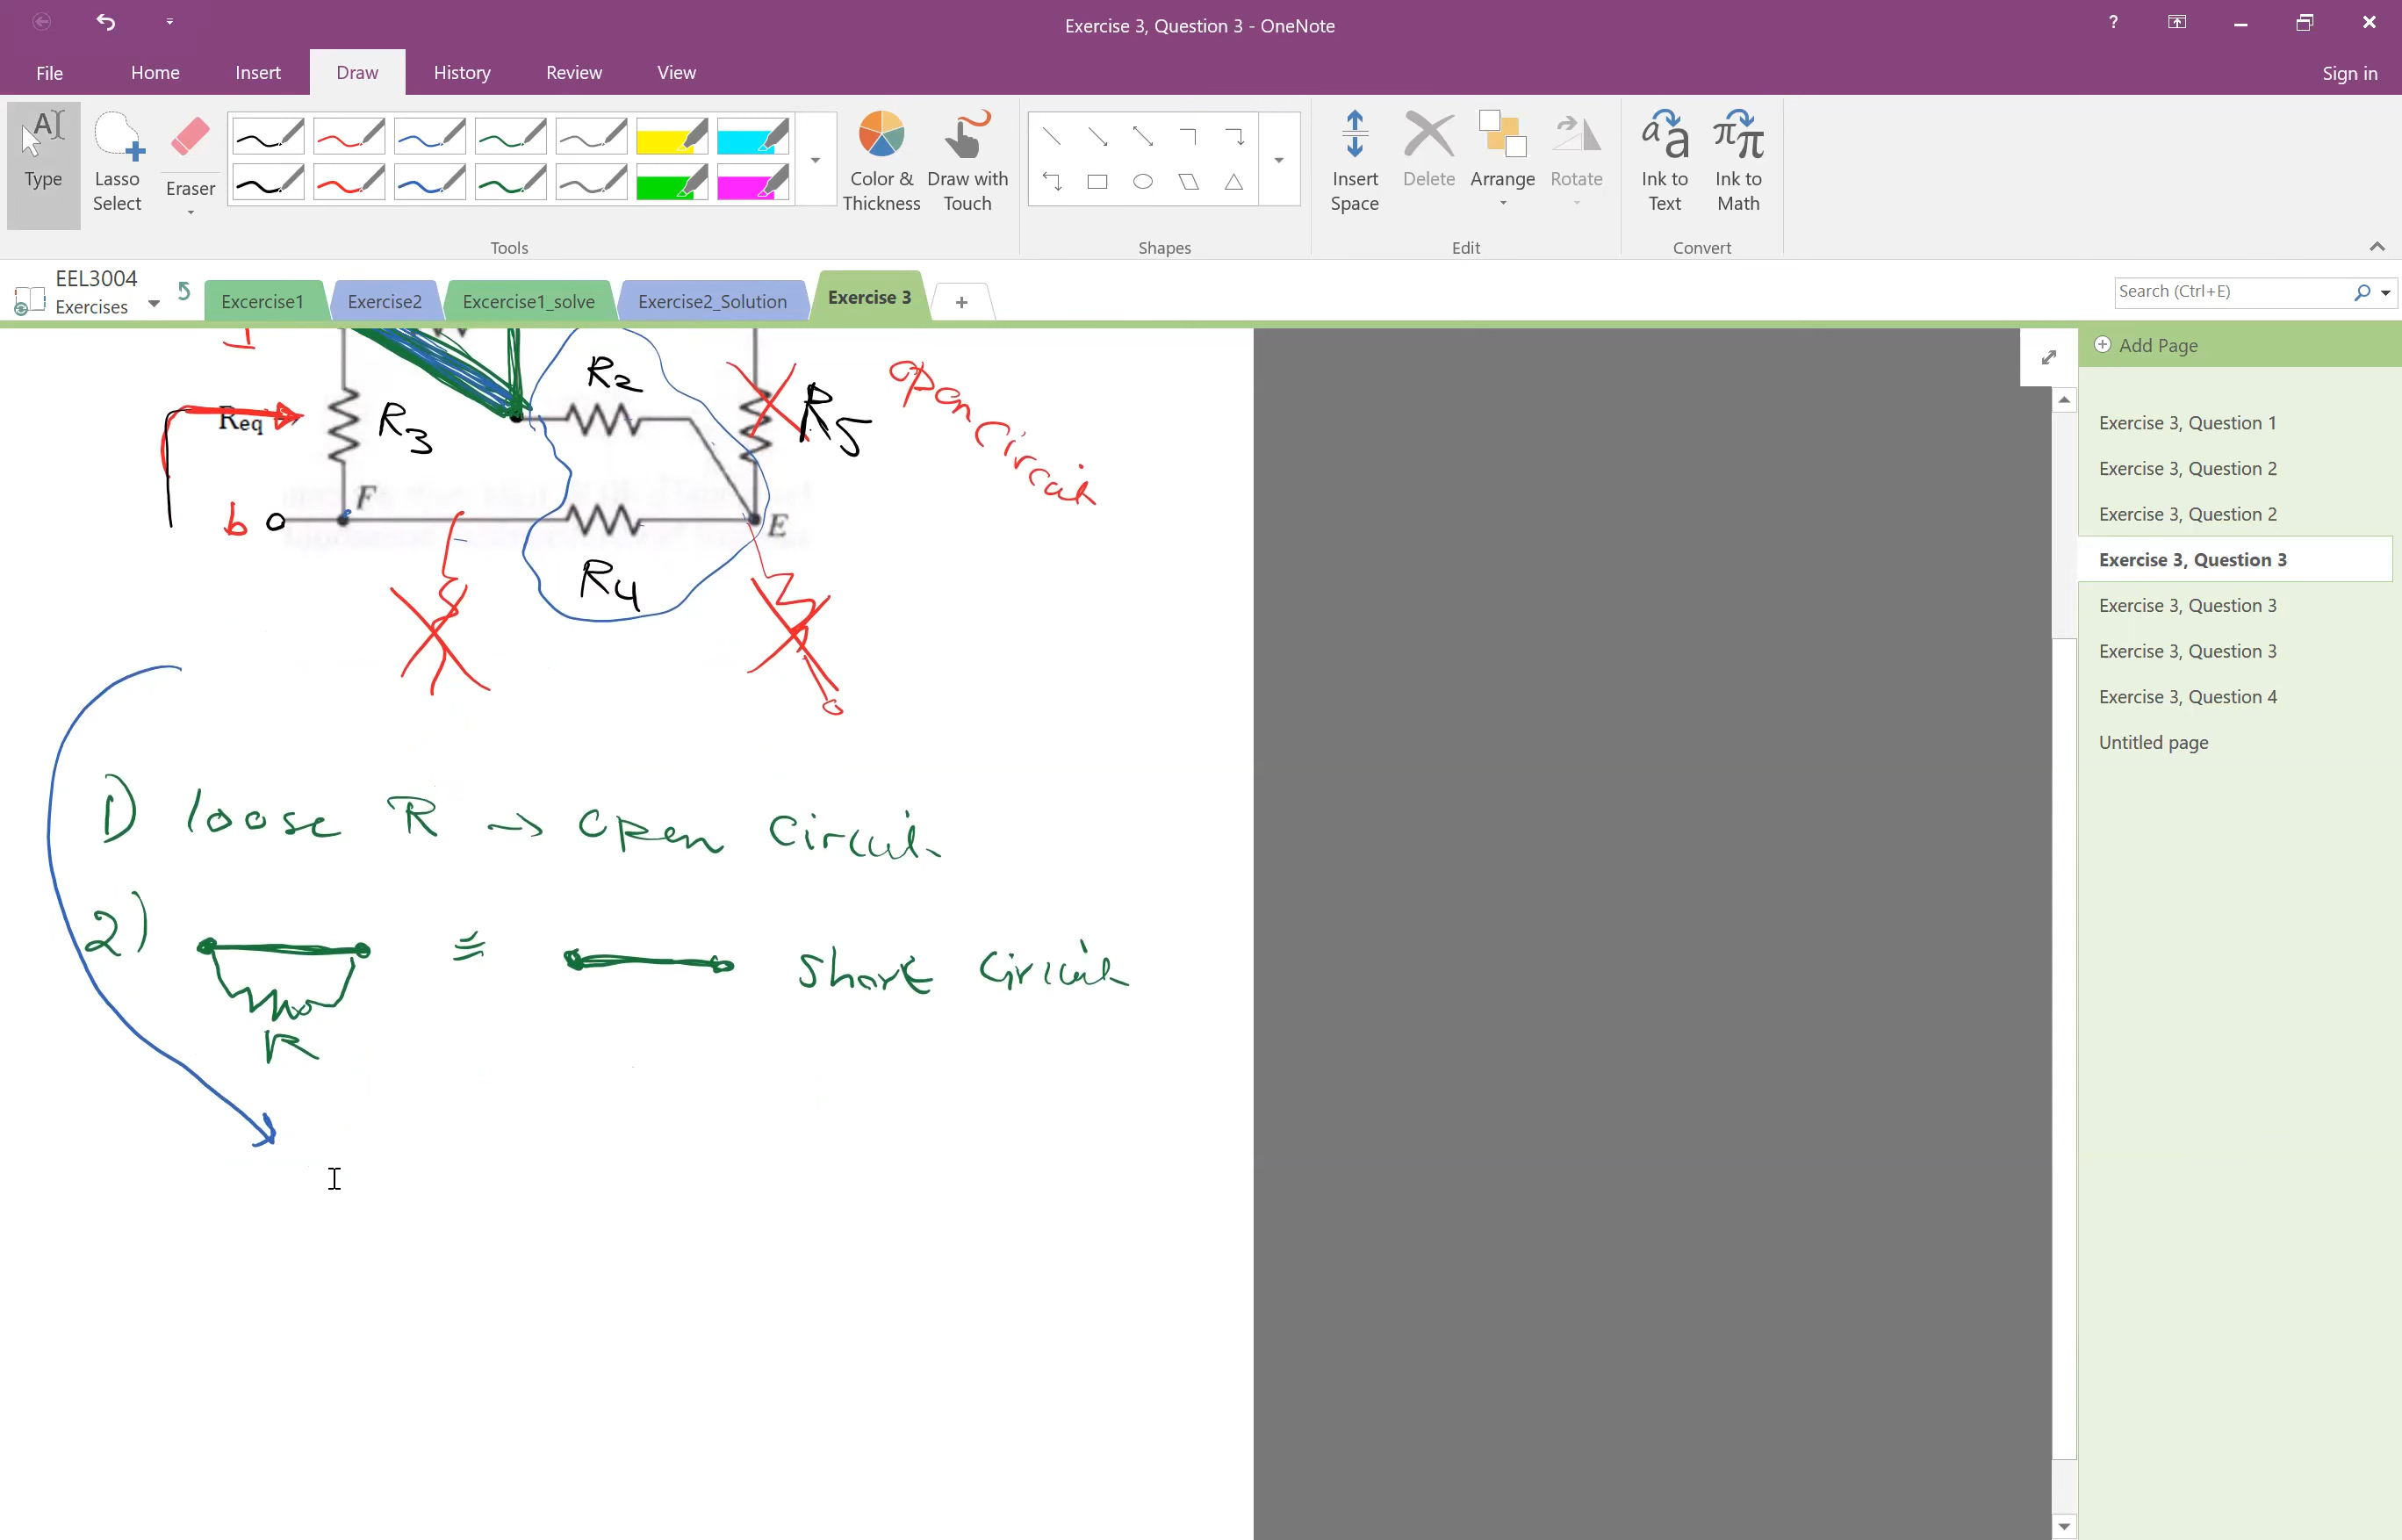 Exercise 3, Question 3 - OneNote
?
File Home Insert Draw History Review View
Sign in
Type
Lasso Select
Eraser
Color & Thickness
Draw with Touch
Insert Space
Delete
Arrange
Rotate
Ink to Text
Ink to Math
Tools
Shapes
Edit
Convert
EEL3004
Exercises
Excercise1
Exercise2
Excercise1_solve
Exercise2_Solution
Exercise 3
+
Search (Ctrl+E)
Add Page
Exercise 3, Question 1
Exercise 3, Question 2
Exercise 3, Question 2
Exercise 3, Question 3
Exercise 3, Question 3
Exercise 3, Question 3
Exercise 3, Question 4
Untitled page
R2
Req
R3
R5
open circuit
F
b
E
R4
1) loose R → open circuit
2) ≡ short circuit
R